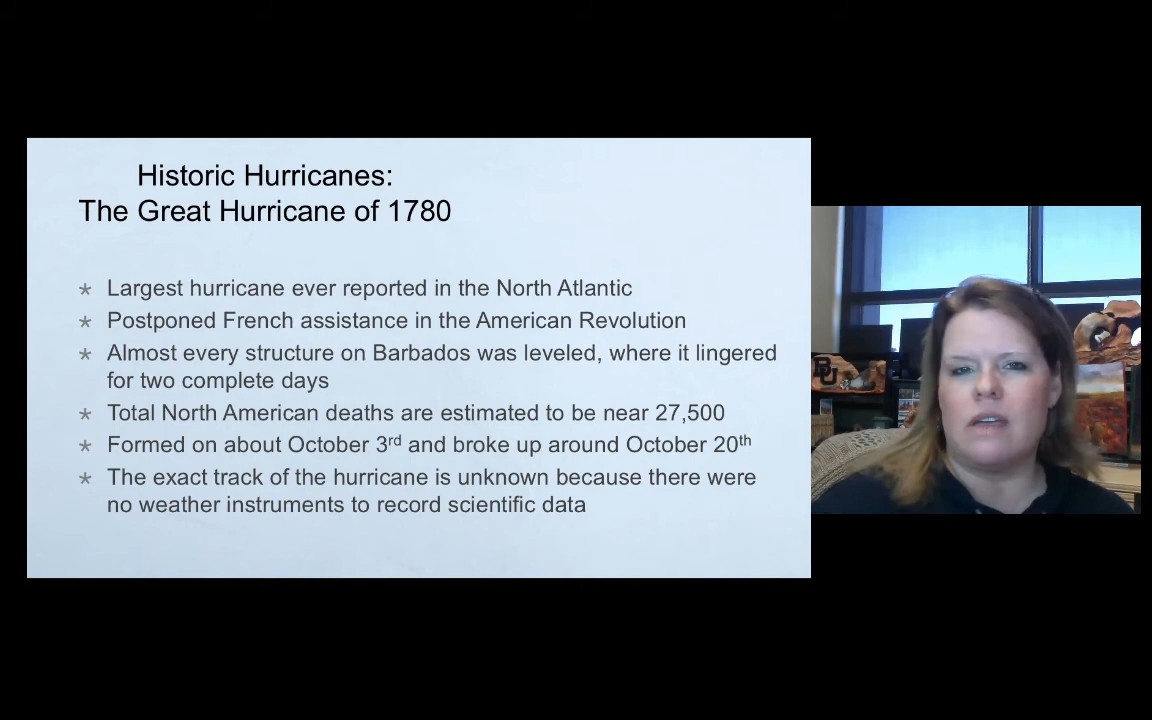 Historic Hurricanes:
The Great Hurricane of 1780
* Largest hurricane ever reported in the North Atlantic
* Postponed French assistance in the American Revolution
* Almost every structure on Barbados was leveled, where it lingered
for two complete days
* Total North American deaths are estimated to be near 27,500
* Formed on about October 3rd and broke up around October 20th
* The exact track of the hurricane is unknown because there were
no weather instruments to record scientific data
BU